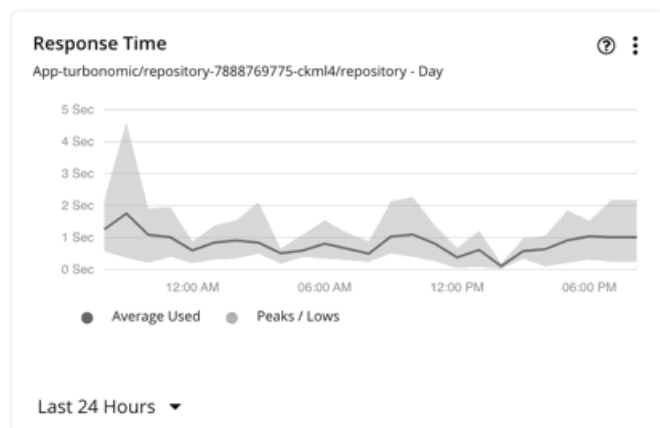 Response Time
App-turbonomic/repository-7888769775-ckml4/repository - Day
5 Sec
4 Sec
3 Sec
2 Sec
1 Sec
0 Sec
12:00 AM 06:00 AM 12:00 PM 06:00 PM
Average Used Peaks / Lows
Last 24 Hours